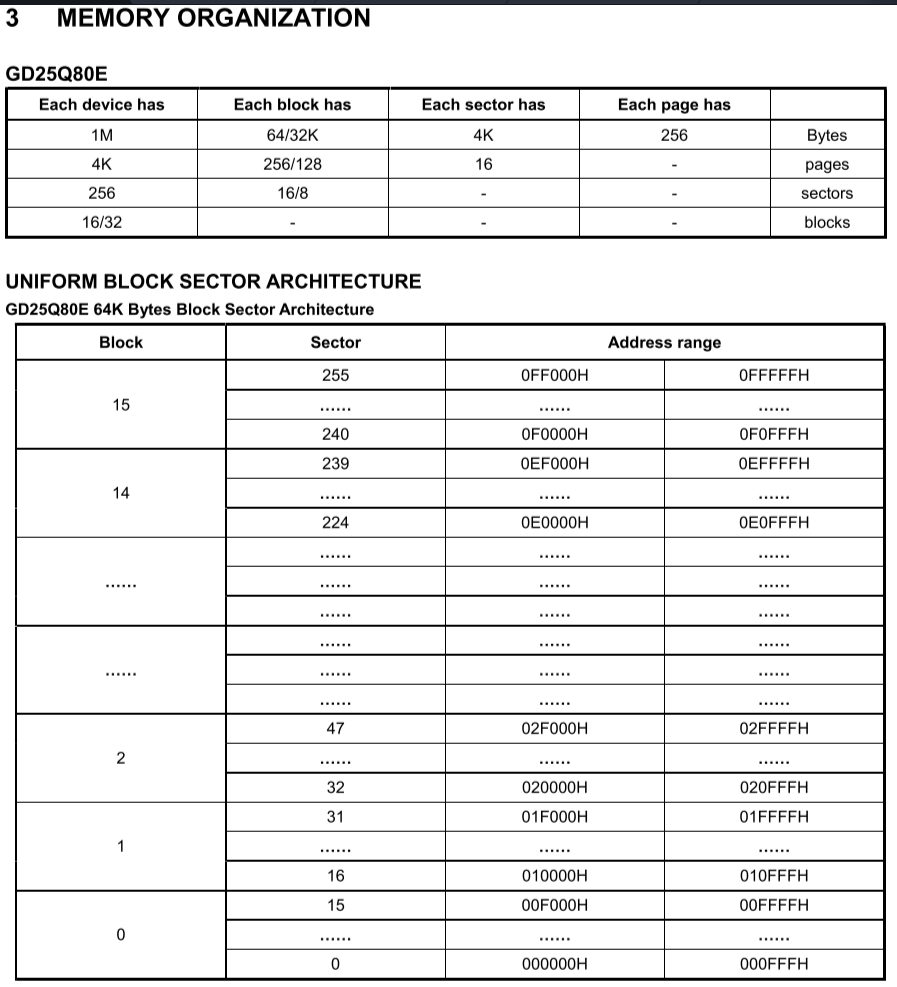 3 MEMORY ORGANIZATION
GD25Q80E
Each device has Each block has Each sector has Each page has
1M 64/32K 4K 256 Bytes
4K 256/128 16 - pages
256 16/8 - - sectors
16/32 - - - blocks
UNIFORM BLOCK SECTOR ARCHITECTURE
GD25Q80E 64K Bytes Block Sector Architecture
Block Sector Address range
15
255 0FF000H 0FFFFFH
...... ...... ......
240 0F0000H 0F0FFFH
14
239 0EF000H 0EFFFFH
...... ...... ......
224 0E0000H 0E0FFFH
......
...... ...... ......
...... ...... ......
...... ...... ......
......
...... ...... ......
...... ...... ......
...... ...... ......
2
47 02F000H 02FFFFH
...... ...... ......
32 020000H 020FFFH
1
31 01F000H 01FFFFH
...... ...... ......
16 010000H 010FFFH
0
15 00F000H 00FFFFH
...... ...... ......
0 000000H 000FFFH